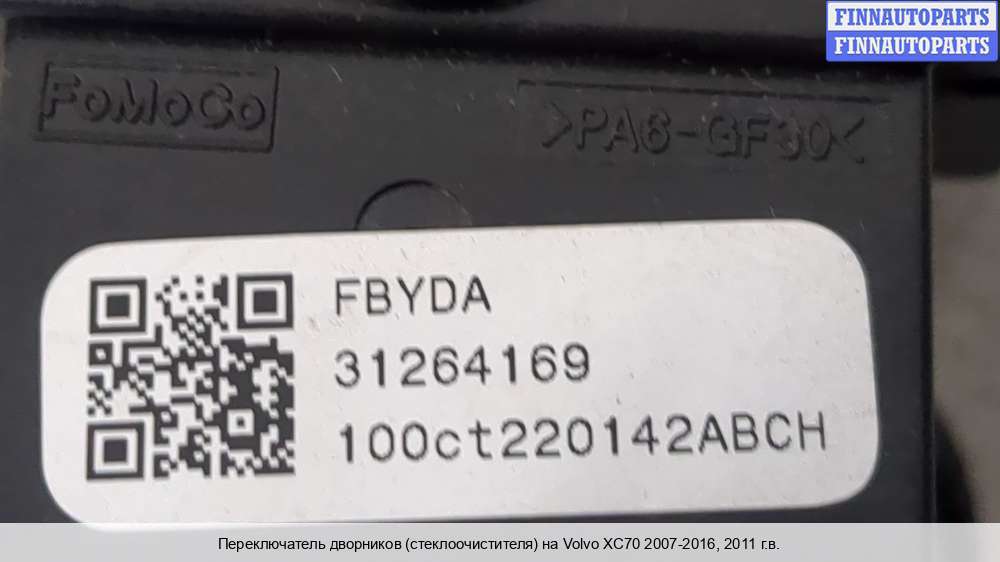 FINNAUTOPARTS
FINNAUTOPARTS
FoMoCo
>PA6-GF30<
FBYDA
31264169
100ct220142ABCH
Переключатель дворников (стеклоочистителя) на Volvo XC70 2007-2016, 2011 г.в.